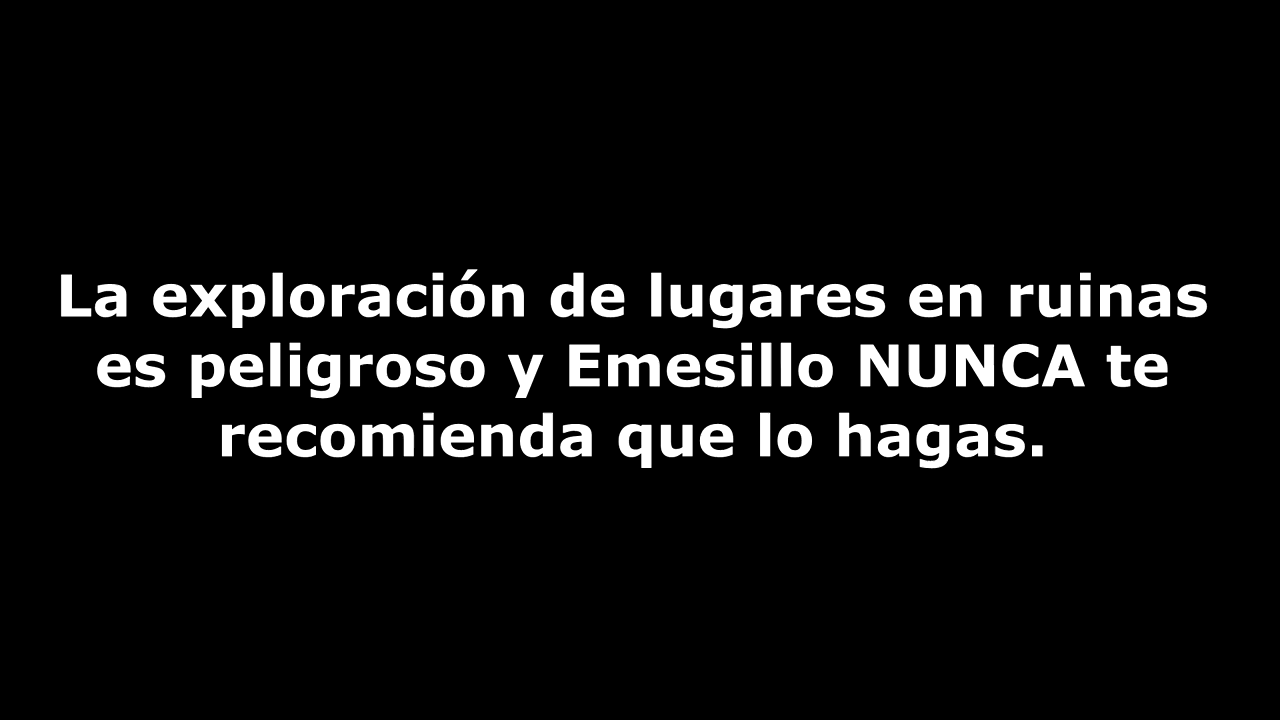 La exploración de lugares en ruinas
es peligroso y Emesillo NUNCA te
recomienda que lo hagas.